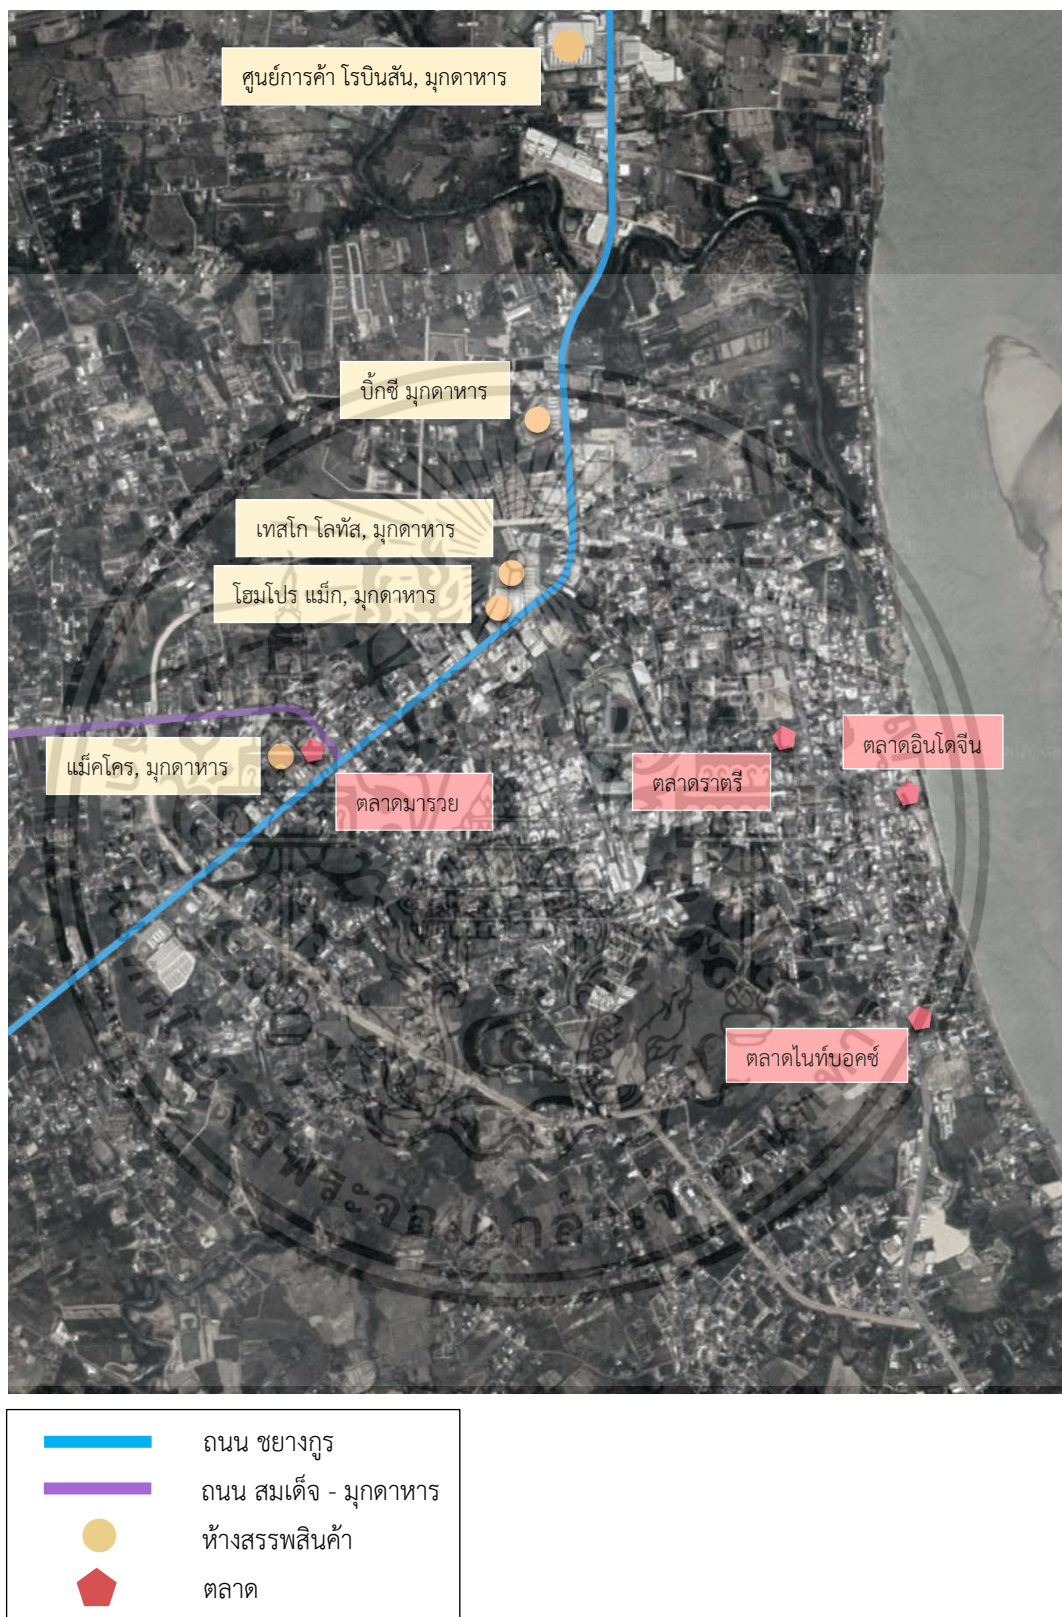 ศูนย์การค้า โรบินสัน, มุกดาหาร
บิ้กซี มุกดาหาร
เทสโก โลทัส, มุกดาหาร
โฮมโปร แม็ก, มุกดาหาร
แม็คโคร, มุกดาหาร
ตลาดมารวย
ตลาดราตรี
ตลาดอินโดจีน
ตลาดไนท์บอคซ์
ถนน ชยางกูร
ถนน สมเด็จ - มุกดาหาร
ห้างสรรพสินค้า
ตลาด